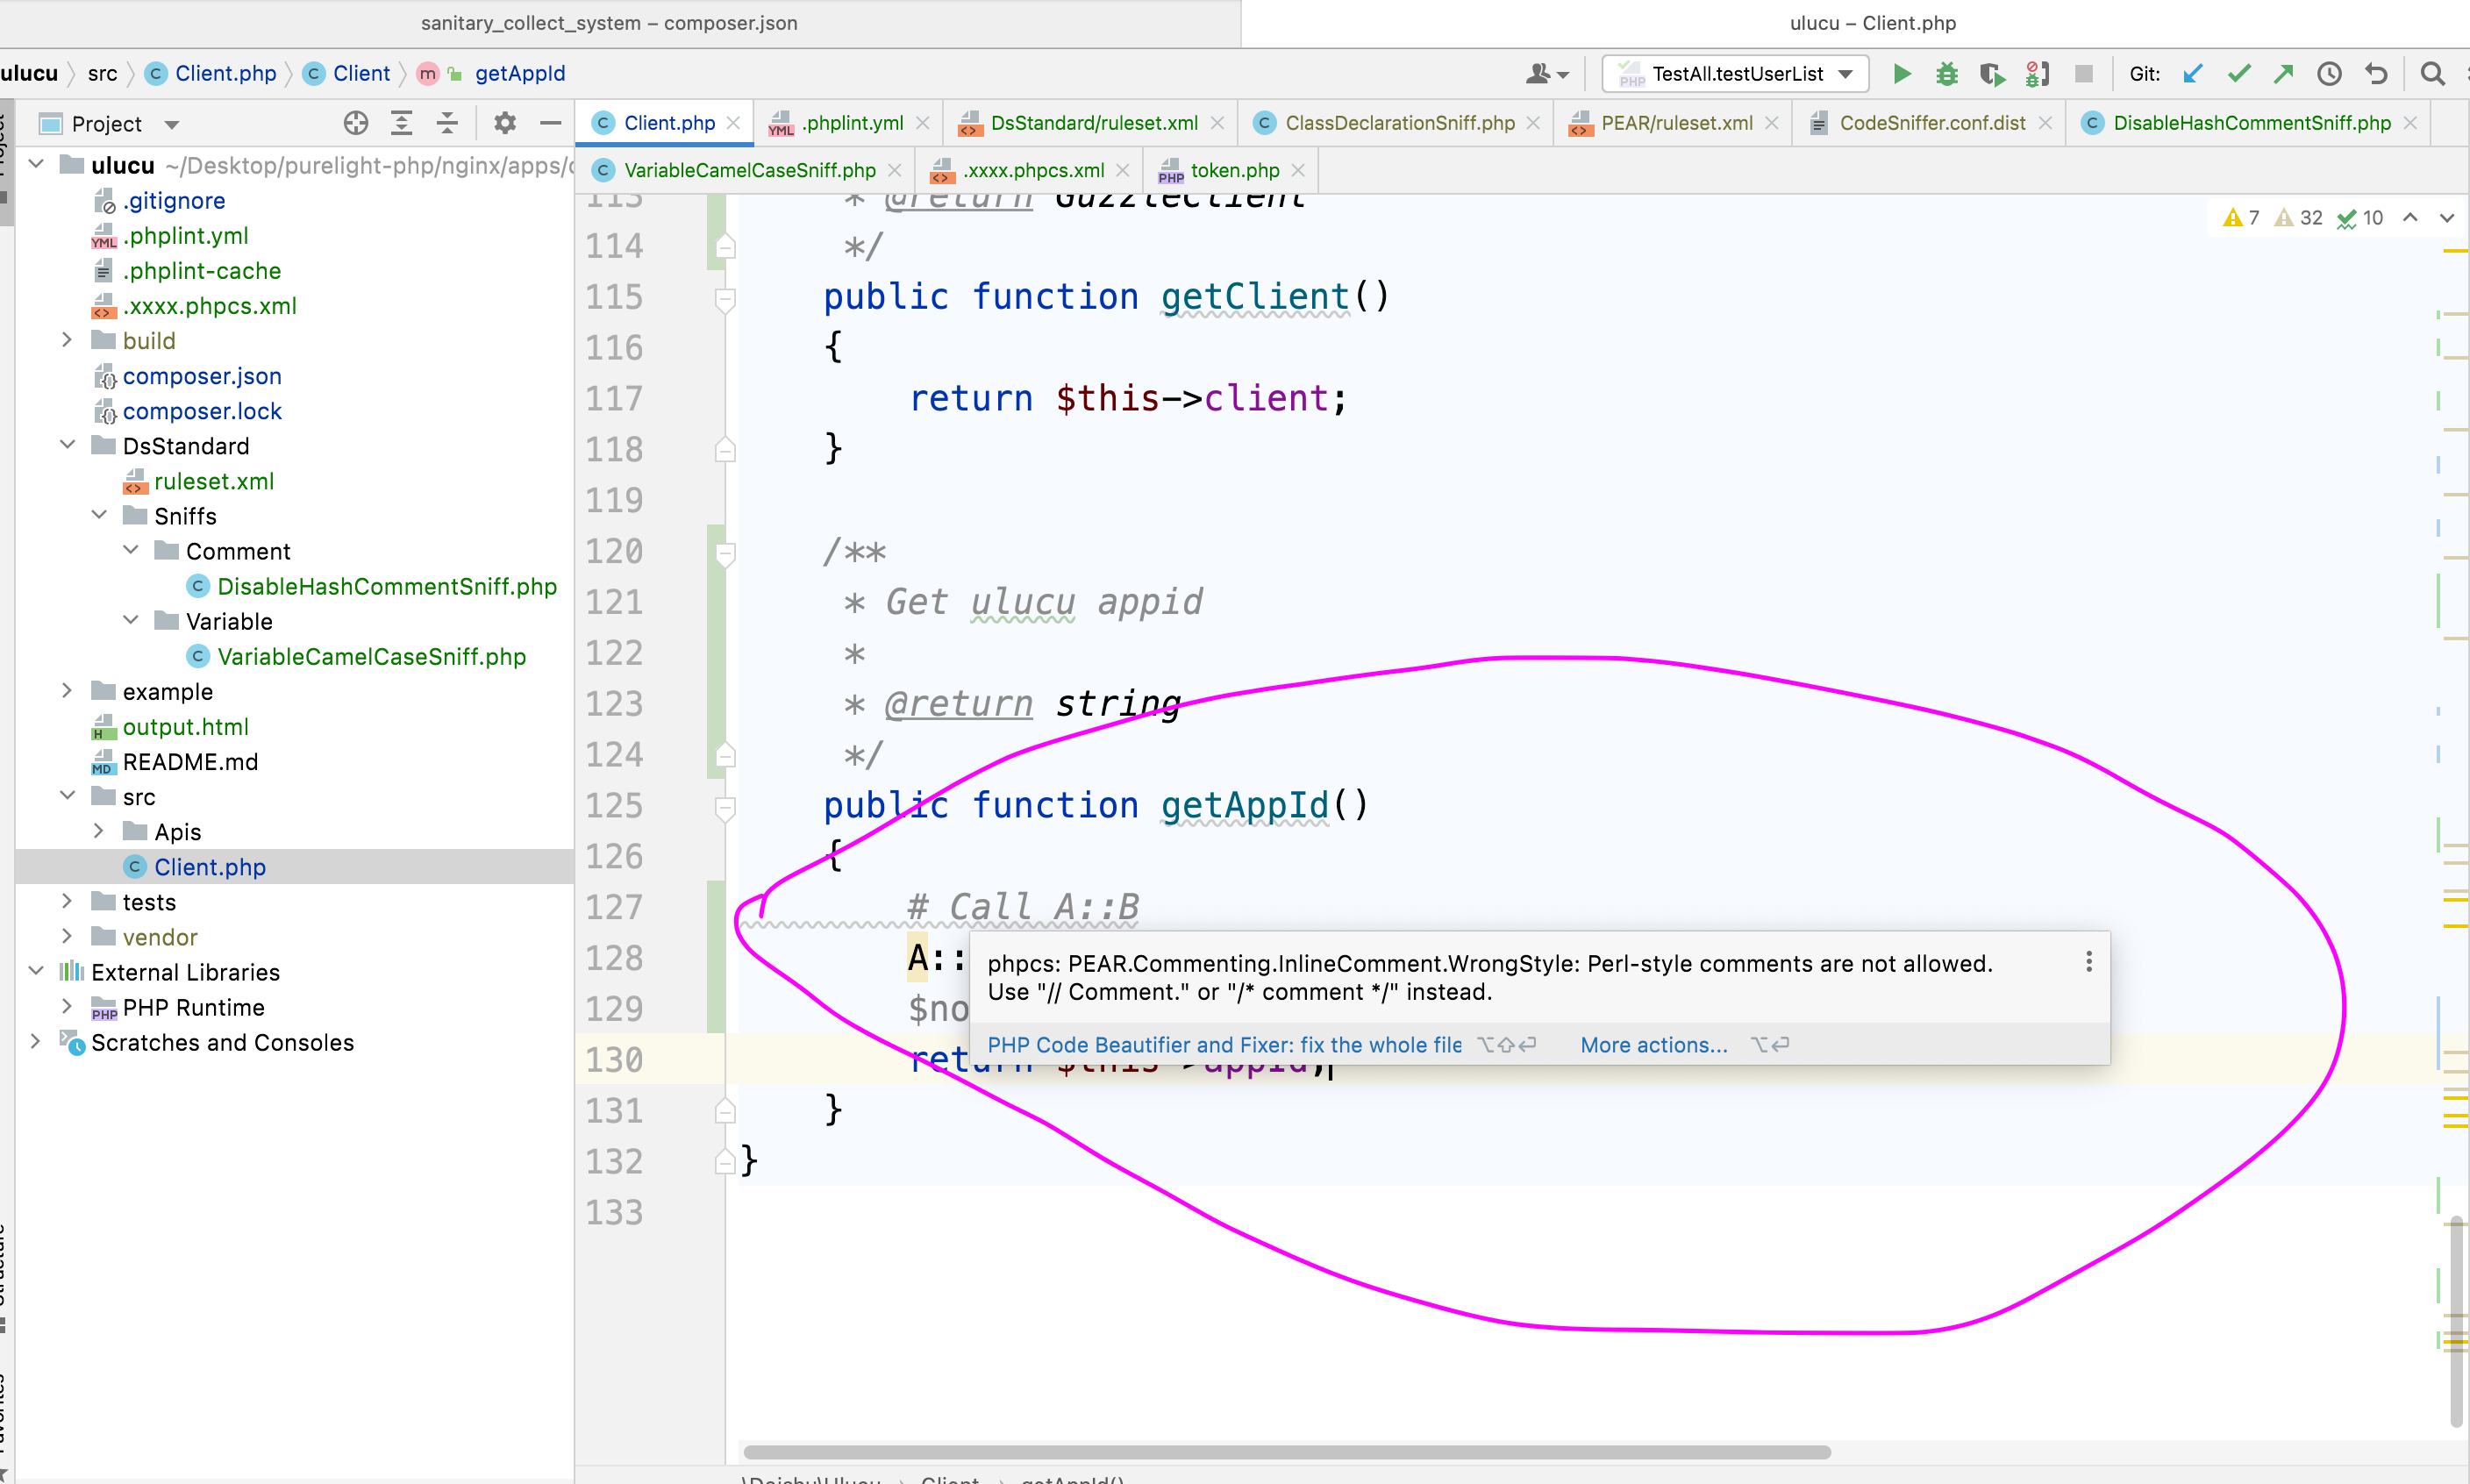 sanitary_collect_system – composer.json
ulucu – Client.php
ulucu
src
Client.php
Client
getAppId
TestAll.testUserList
Git:
Project
Client.php
.phplint.yml
DsStandard/ruleset.xml
ClassDeclarationSniff.php
PEAR/ruleset.xml
CodeSniffer.conf.dist
DisableHashCommentSniff.php
VariableCamelCaseSniff.php
.xxxx.phpcs.xml
token.php
ulucu ~/Desktop/purelight-php/nginx/apps/
.gitignore
.phplint.yml
.phplint-cache
.xxxx.phpcs.xml
build
composer.json
composer.lock
DsStandard
ruleset.xml
Sniffs
Comment
DisableHashCommentSniff.php
Variable
VariableCamelCaseSniff.php
example
output.html
README.md
src
Apis
Client.php
tests
vendor
External Libraries
PHP Runtime
Scratches and Consoles
7 32 10
113 * @return GuzzleClient
114 */
115 public function getClient()
116 {
117 return $this->client;
118 }
119
120 /**
121 * Get ulucu appid
122 *
123 * @return string
124 */
125 public function getAppId()
126 {
127 # Call A::B
128 A::
129 $no
130 return $this->appId;
131 }
132 }
133
phpcs: PEAR.Commenting.InlineComment.WrongStyle: Perl-style comments are not allowed.
Use "// Comment." or "/* comment */" instead.
PHP Code Beautifier and Fixer: fix the whole file ⌥⇧⏎ More actions... ⌥⏎